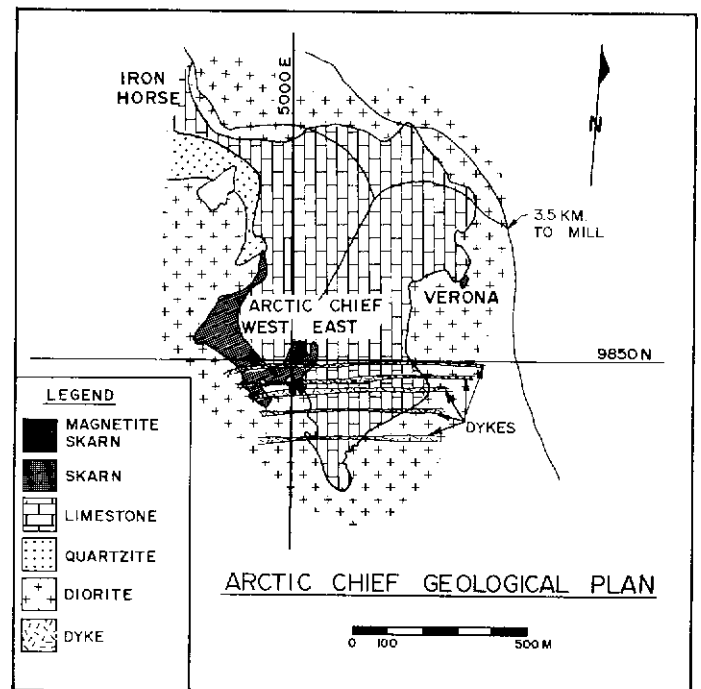 IRON
HORSE
5000 E
N
3.5 KM.
TO MILL
ARCTIC CHIEF
WEST EAST
VERONA
9850 N
DYKES
LEGEND
MAGNETITE
SKARN
SKARN
LIMESTONE
QUARTZITE
DIORITE
DYKE
ARCTIC CHIEF GEOLOGICAL PLAN
0 100 500 M